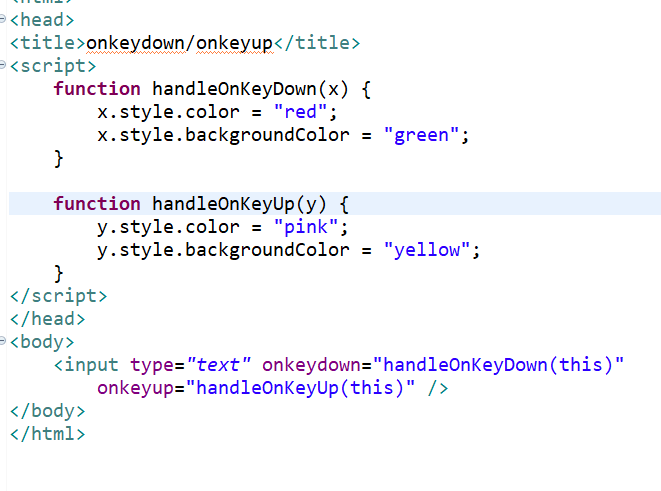 <html>
<head>
<title>onkeydown/onkeyup</title>
<script>
    function handleOnKeyDown(x) {
        x.style.color = "red";
        x.style.backgroundColor = "green";
    }

    function handleOnKeyUp(y) {
        y.style.color = "pink";
        y.style.backgroundColor = "yellow";
    }
</script>
</head>
<body>
    <input type="text" onkeydown="handleOnKeyDown(this)"
        onkeyup="handleOnKeyUp(this)" />
</body>
</html>